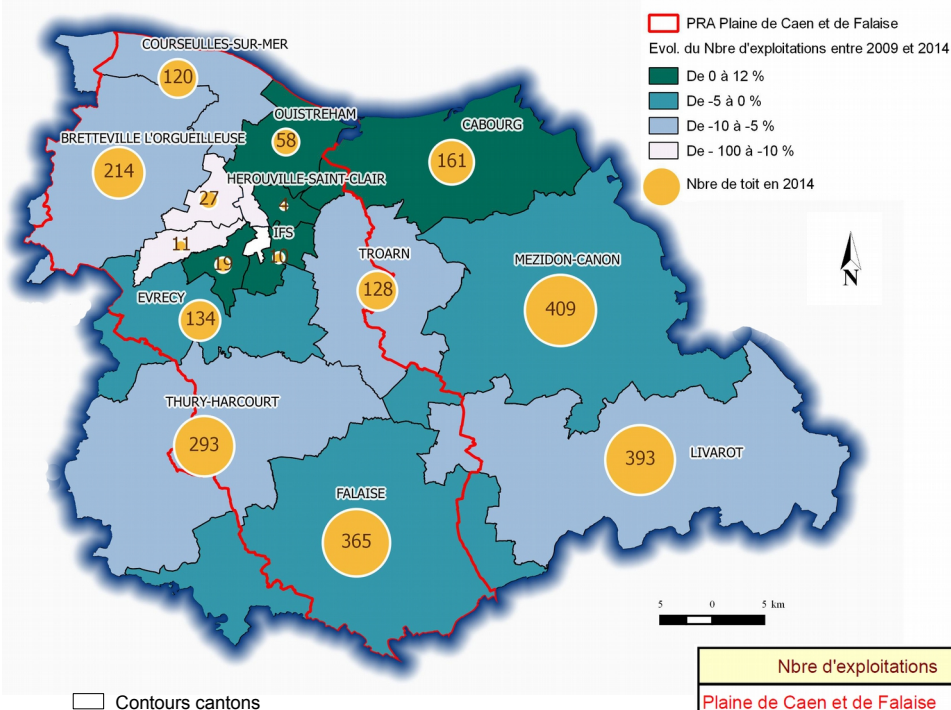 PRA Plaine de Caen et de Falaise
Evol. du Nbre d'exploitations entre 2009 et 2014
De 0 à 12 %
De -5 à 0 %
De -10 à -5 %
De - 100 à -10 %
Nbre de toit en 2014
COURSEULLES-SUR-MER
120
OUISTREHAM
58
CABOURG
161
BRETTEVILLE L'ORGUEILLEUSE
214
HEROUVILLE-SAINT-CLAIR
27
4
IFS
11
19
10
TROARN
128
MEZIDON-CANON
409
EVRECY
134
N
THURY-HARCOURT
293
LIVAROT
393
FALAISE
365
5 0 5 km
Nbre d'exploitations
Plaine de Caen et de Falaise
Contours cantons